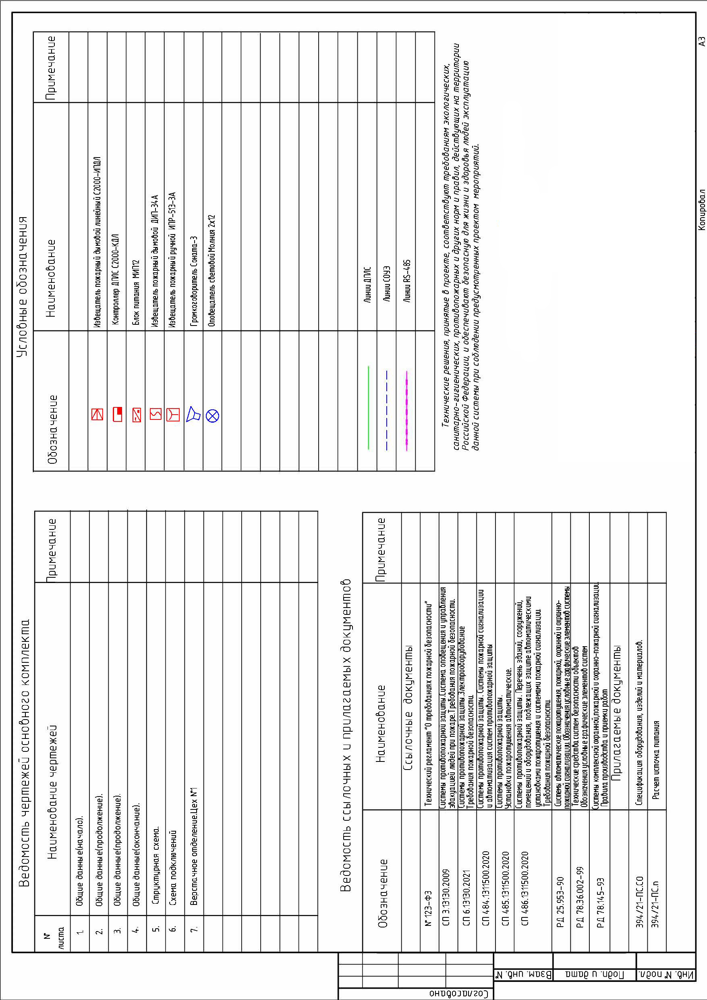 Ведомость чертежей основного комплекта
№ листа Наименование чертежей Примечание
1. Общие данные(начало).
2. Общие данные(продолжение).
3. Общие данные(продолжение).
4. Общие данные(окончание).
5. Структурная схема.
6. Схема подключений
7. Верстачное отделение.Цех №1
Ведомость ссылочных и прилагаемых документов
Обозначение Наименование Примечание
Ссылочные документы
№ 123-ФЗ Технический регламент "О требованиях пожарной безопасности"
СП 3.13130.2009 Системы противопожарной защиты.Система оповещения и управления
эвакуацией людей при пожаре.Требования пожарной безопасности.
СП 6.13130.2021 Системы противопожарной защиты.Электрооборудование
Требования пожарной безопасности.
СП 484.1311500.2020 Системы противопожарной защиты. Системы пожарной сигнализации
и автоматизация систем противопожарной защиты
СП 485.1311500.2020 Системы противопожарной защиты.
Установки пожаротушения автоматические.
СП 486.1311500.2020 Системы противопожарной защиты. Перечень зданий, сооружений,
помещений и оборудования, подлежащих защите автоматическими
установками пожаротушения и системами пожарной сигнализации.
Требования пожарной безопасности.
РД 25.953-90 Системы автоматические пожаротушения, пожарной, охранной и охранно-
пожарной сигнализации. Обозначения условные графические элементов системы
РД 78.36.002-99 Технические средства систем безопасности объектов
Обозначения условные графические элементов систем
РД 78.145-93 Системы комплексной охранной,пожарной и охранно-пожарной сигнализации.
Правила производства и приемки работ
Прилагаемые документы
394/21-ПС.СО Спецификация оборудования, изделий и материалов.
394/21-ПС.п Расчет источка питания
Условные обозначения
Обозначение Наименование Примечание
Извещатель пожарный дымовой линейный С2000-ИПДЛ
Контроллер ДПЛС С2000-КДЛ
Блок питания МИП12
Извещатель пожарный дымовой ДИП-34А
Извещатель пожарный ручной ИПР-513-3А
Громкоговоритель Соната-3
Оповещатель световой Молния 2х12
Линии ДПЛС
Линии СОУЭ
Линии RS-485
Технические решения, принятые в проекте, соответствуют требованиям экологических,
санитарно-гигиенических, противопожарных и других норм и правил, действующих на территории
Российской Федерации, и обеспечивают безопасную для жизни и здоровья людей эксплуатацию
данной системы при соблюдении предусмотренных проектом мероприятий.
Согласовано
Взам. инв. №
Подп. и дата
Инв. № подл.
Копировал А3